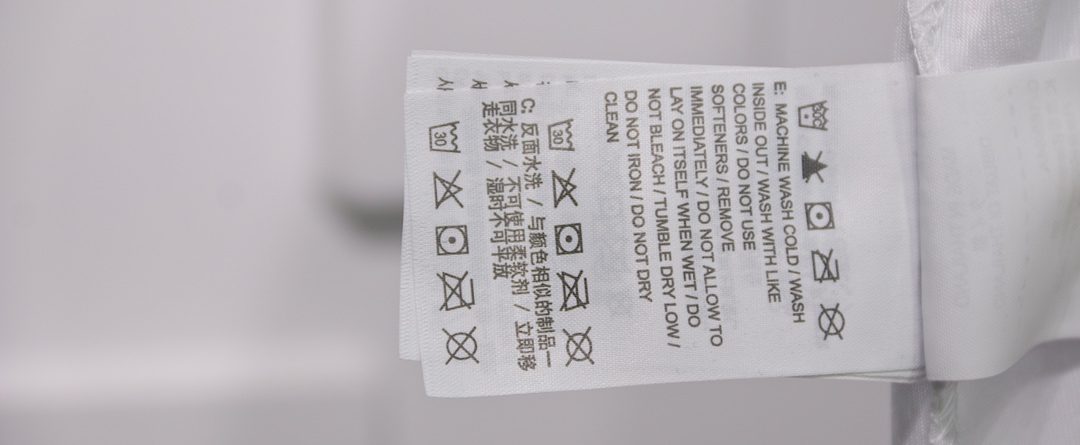 E: MACHINE WASH COLD / WASH
INSIDE OUT / WASH WITH LIKE
COLORS / DO NOT USE
SOFTENERS / REMOVE
IMMEDIATELY / DO NOT ALLOW TO
LAY ON ITSELF WHEN WET / DO
NOT BLEACH / TUMBLE DRY LOW /
DO NOT IRON / DO NOT DRY
CLEAN
30
C: 反面水洗 / 与颜色相似的制品一
同水洗 / 不可使用柔软剂 / 立即移
走衣物 / 湿时不可平放
30